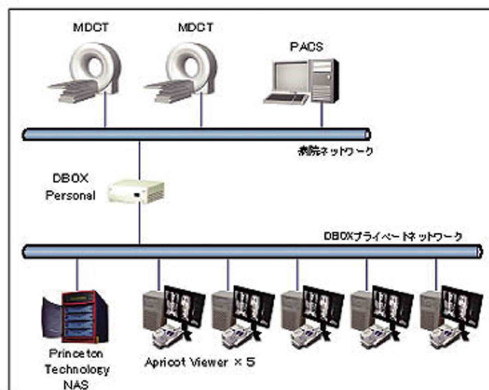 MDCT
MDCT
PACS
病院ネットワーク
DBOX
Personal
DBOXプライベートネットワーク
Princeton
Technology
NAS
Apricot Viewer × 5